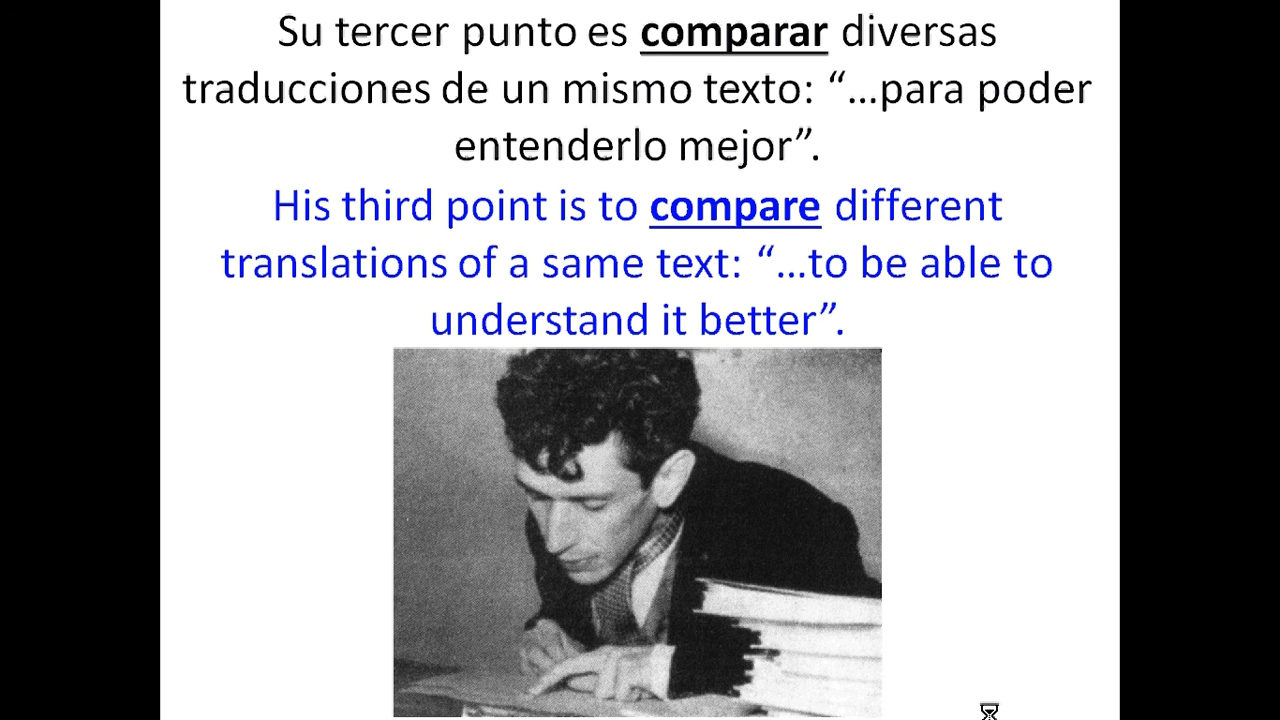 Su tercer punto es comparar diversas
traducciones de un mismo texto: “...para poder
entenderlo mejor”.
His third point is to compare different
translations of a same text: “...to be able to
understand it better”.